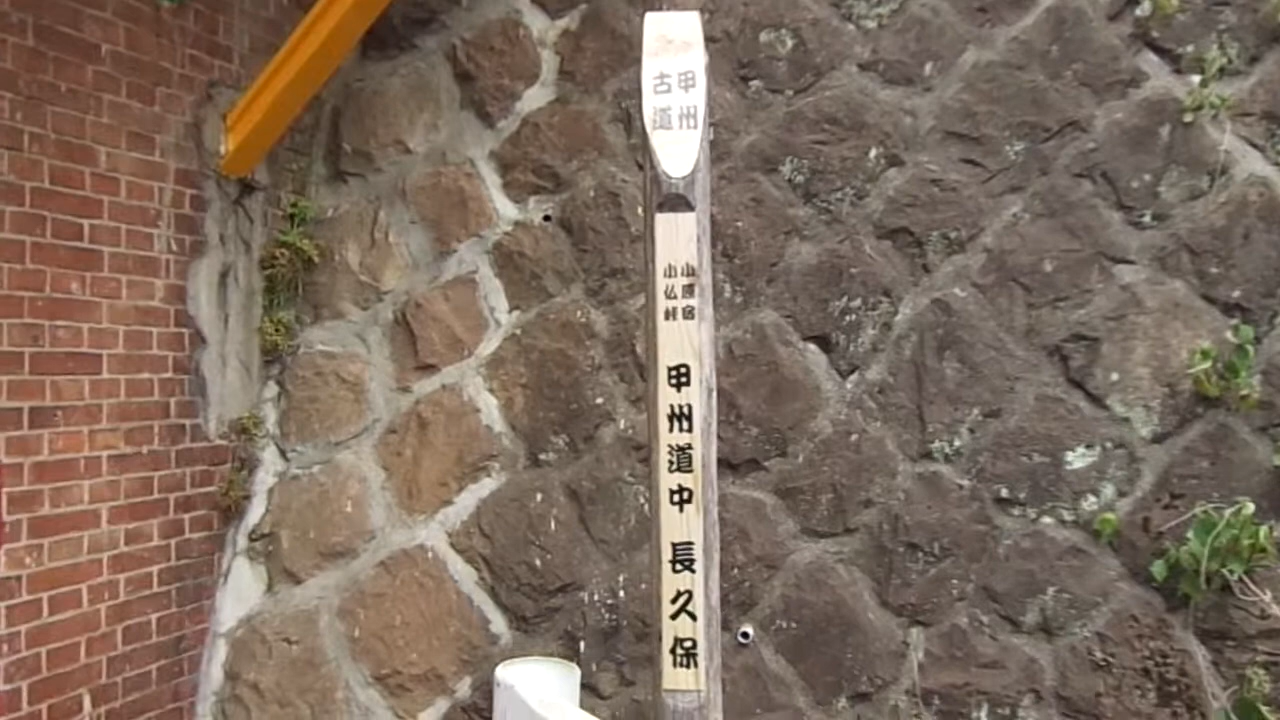 甲州
古道
小原宿
小仏峠
甲州道中 長久保